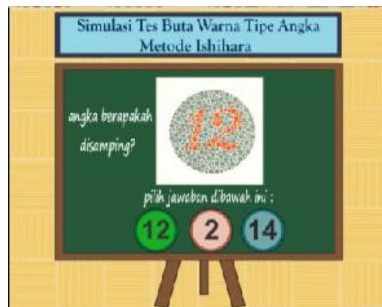 Simulasi Tes Buta Warna Tipe Angka
Metode Ishihara
angka berapakah
disamping?
12
pilih jawaban dibawah ini :
12 2 14